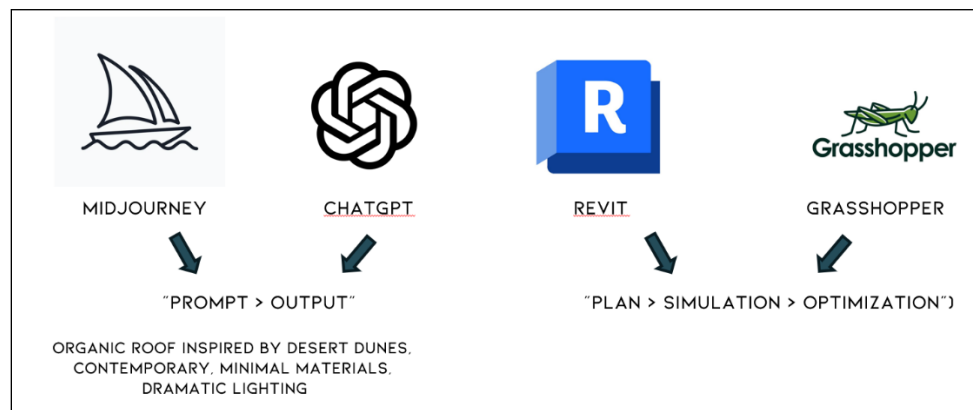 R
Grasshopper
MIDJOURNEY
CHATGPT
REVIT
GRASSHOPPER
"PROMPT > OUTPUT"
"PLAN > SIMULATION > OPTIMIZATION")
ORGANIC ROOF INSPIRED BY DESERT DUNES,
CONTEMPORARY, MINIMAL MATERIALS,
DRAMATIC LIGHTING